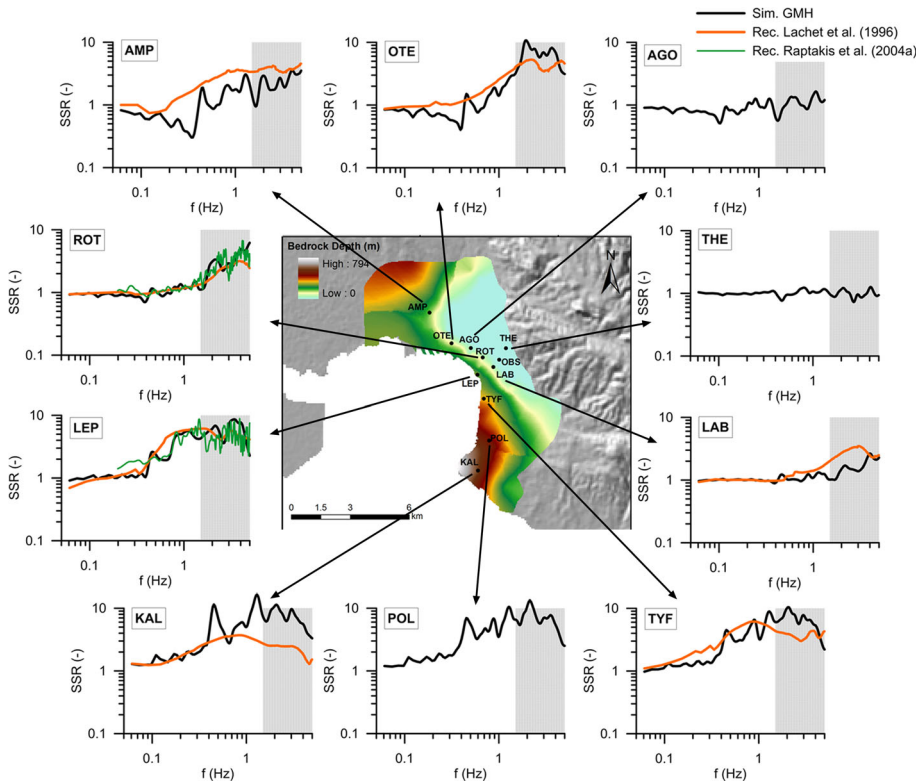 Sim. GMH
Rec. Lachet et al. (1996)
Rec. Raptakis et al. (2004a)
AMP
SSR (-)
10
1
0.1
0.1
1
f (Hz)
OTE
SSR (-)
10
1
0.1
0.1
1
f (Hz)
AGO
SSR (-)
10
1
0.1
0.1
1
f (Hz)
ROT
SSR (-)
10
1
0.1
0.1
1
f (Hz)
Bedrock Depth (m)
High : 794
Low : 0
N
AMP
OTE
AGO
THE
ROT
OBS
LAB
LEP
TYF
POL
KAL
0 1.5 3 6
km
THE
SSR (-)
10
1
0.1
0.1
1
f (Hz)
LEP
SSR (-)
10
1
0.1
0.1
1
f (Hz)
LAB
SSR (-)
10
1
0.1
0.1
1
f (Hz)
KAL
SSR (-)
10
1
0.1
0.1
1
f (Hz)
POL
SSR (-)
10
1
0.1
0.1
1
f (Hz)
TYF
SSR (-)
10
1
0.1
0.1
1
f (Hz)